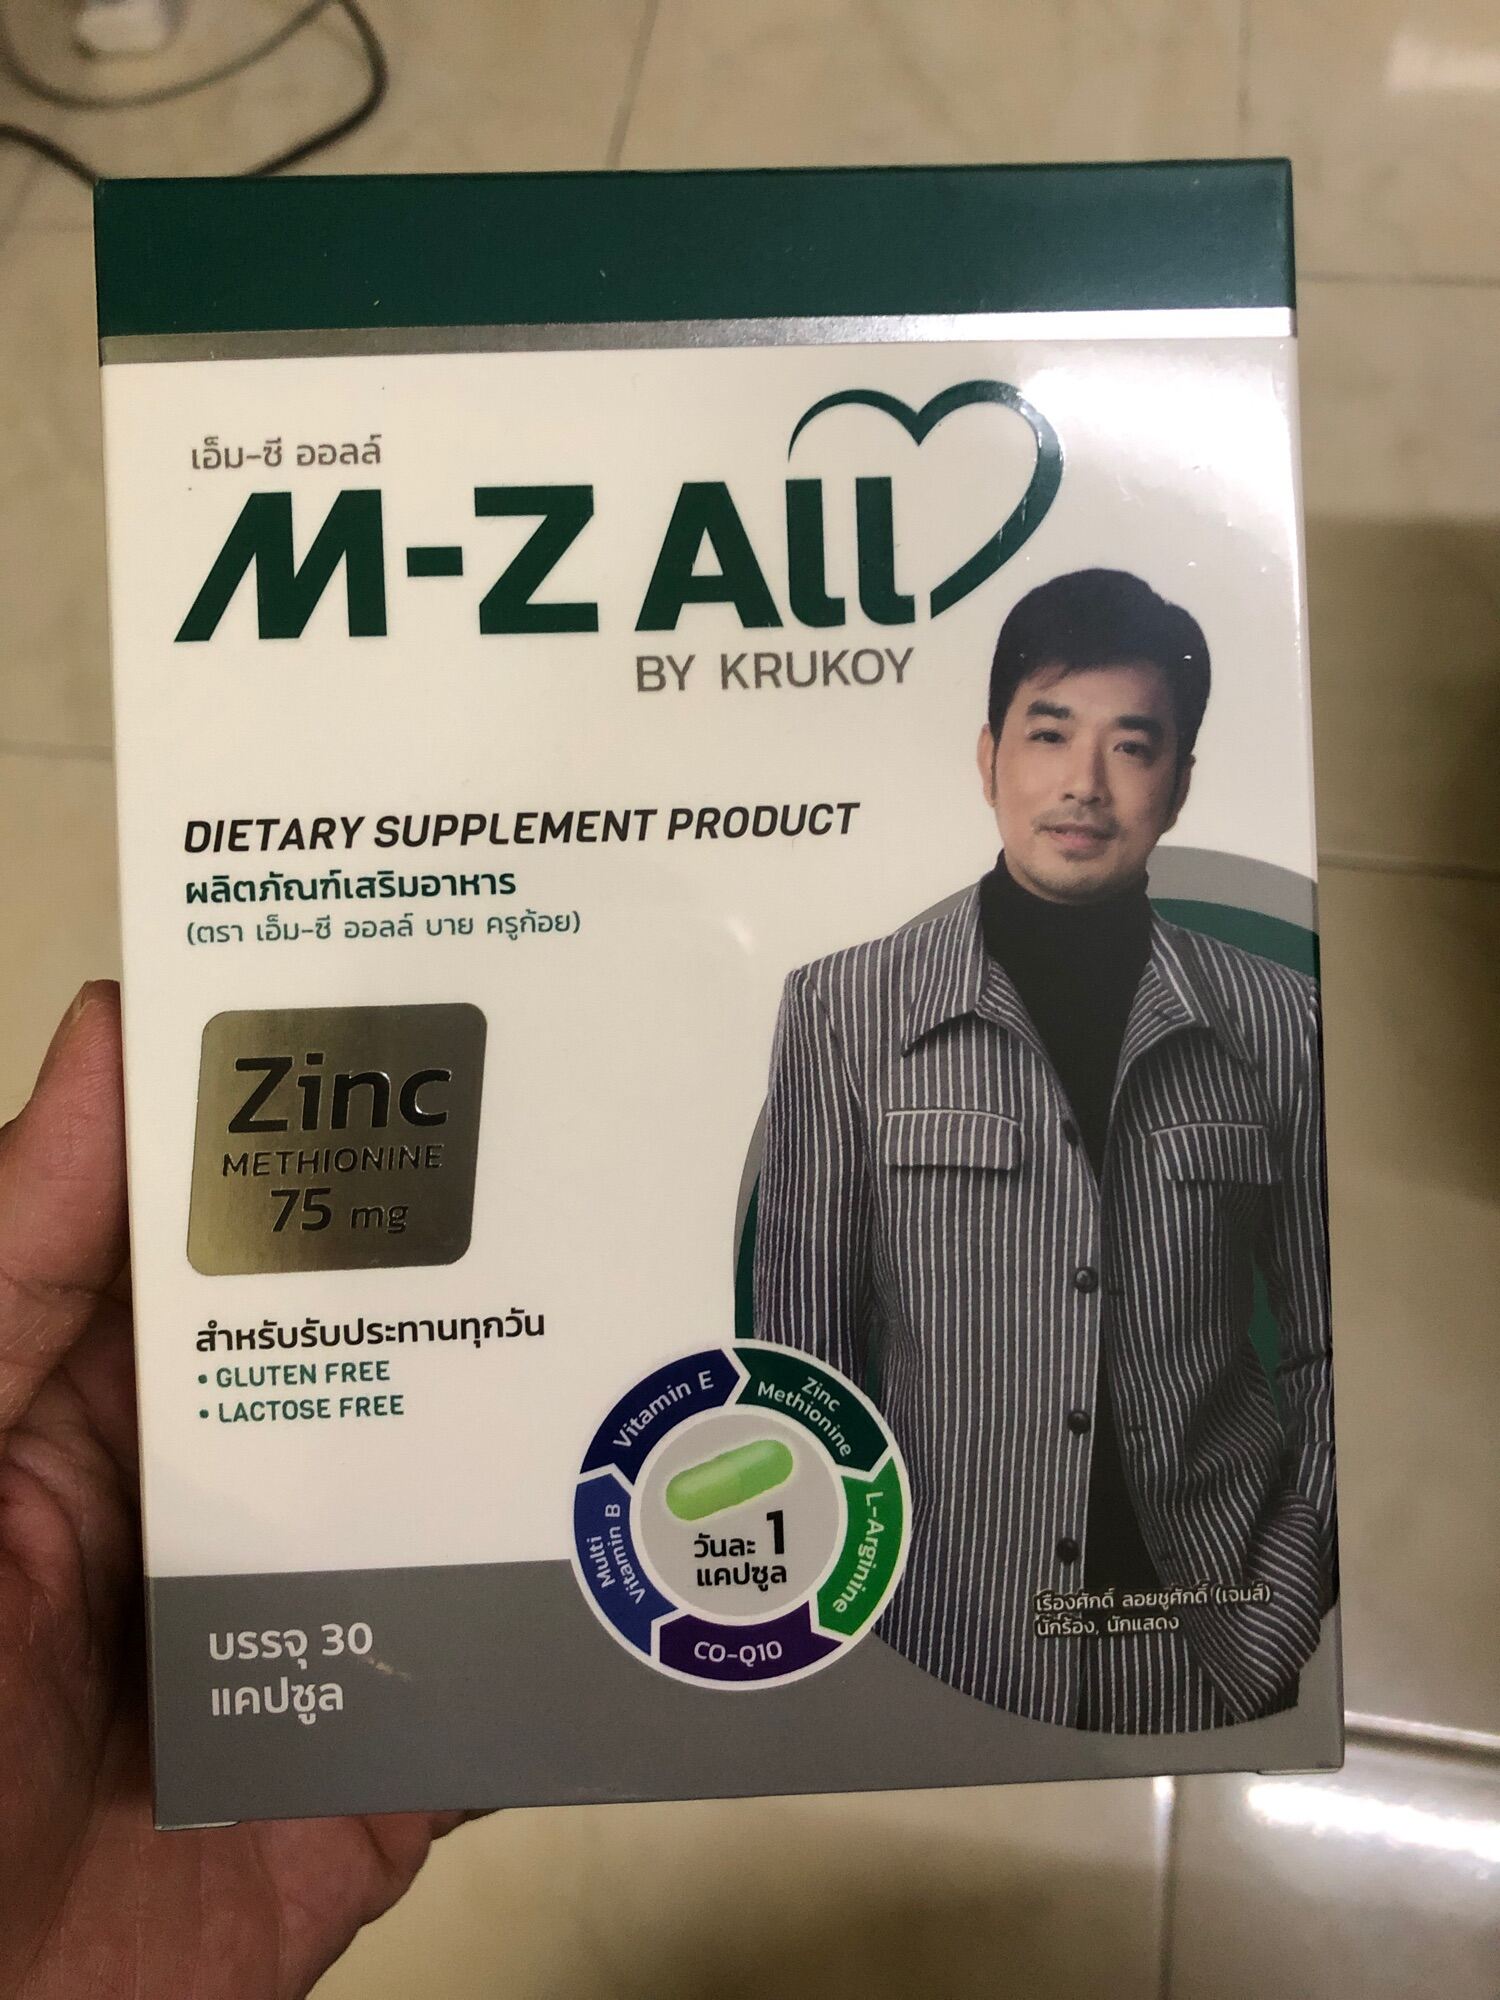 เอ็ม-ซี ออลล์
M-Z All
BY KRUKOY
DIETARY SUPPLEMENT PRODUCT
ผลิตภัณฑ์เสริมอาหาร
(ตรา เอ็ม-ซี ออลล์ บาย ครูก้อย)
Zinc
METHIONINE
75 mg
สำหรับรับประทานทุกวัน
• GLUTEN FREE
• LACTOSE FREE
Vitamin E
Zinc
Methionine
L-Arginine
CO-Q10
Multi
Vitamin B
วันละ 1
แคปซูล
เรืองศักดิ์ ลอยชูศักดิ์ (เจมส์)
นักร้อง, นักแสดง
บรรจุ 30
แคปซูล